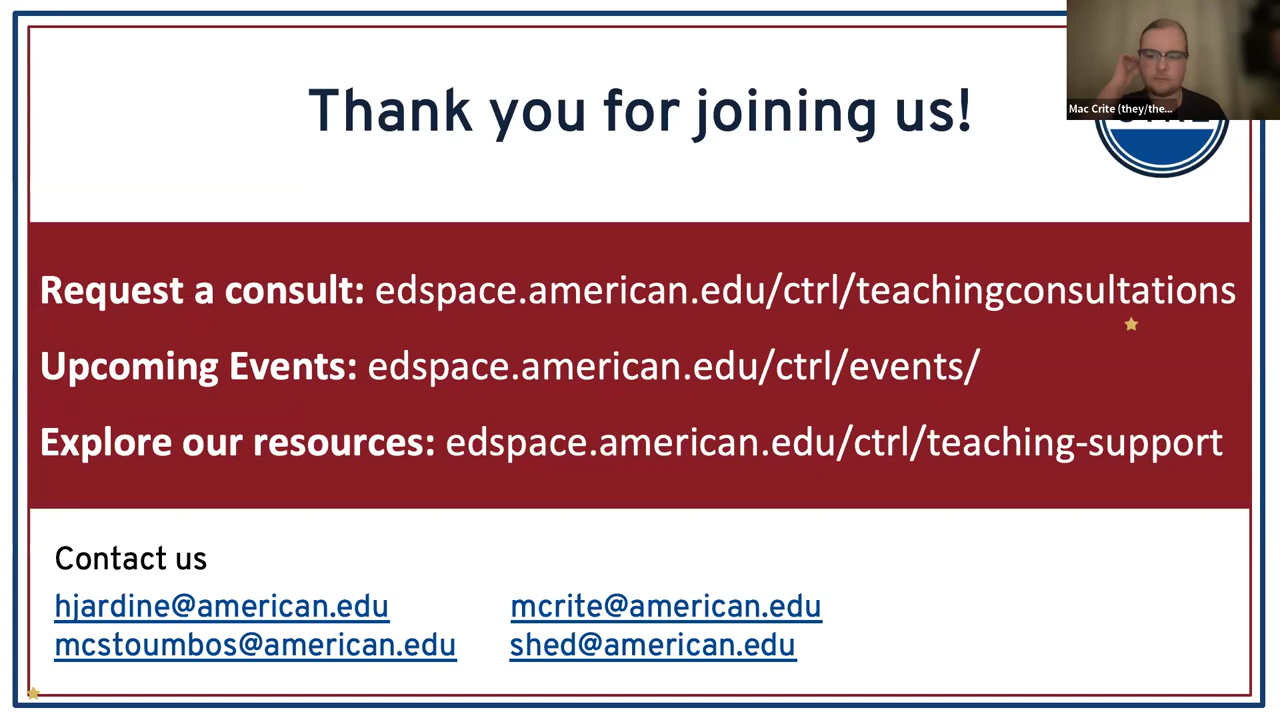 Thank you for joining us!
Mac Crite (they/the...
Request a consult: edspace.american.edu/ctrl/teachingconsultations
Upcoming Events: edspace.american.edu/ctrl/events/
Explore our resources: edspace.american.edu/ctrl/teaching-support
Contact us
hjardine@american.edu mcrite@american.edu
mcstoumbos@american.edu shed@american.edu